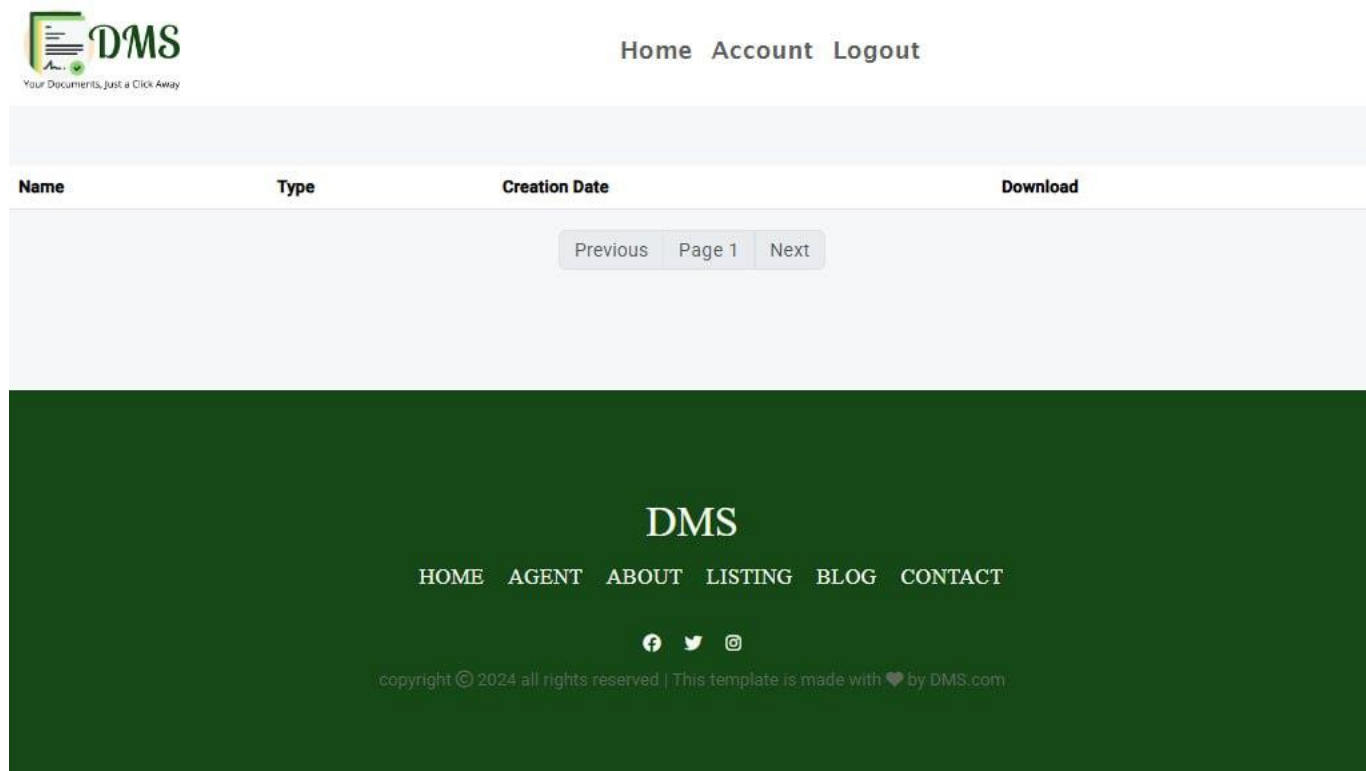 DMS
Your Documents, Just a Click Away
Home Account Logout
Name Type Creation Date Download
Previous Page 1 Next
DMS
HOME AGENT ABOUT LISTING BLOG CONTACT
copyright © 2024 all rights reserved | This template is made with ♥ by DMS.com